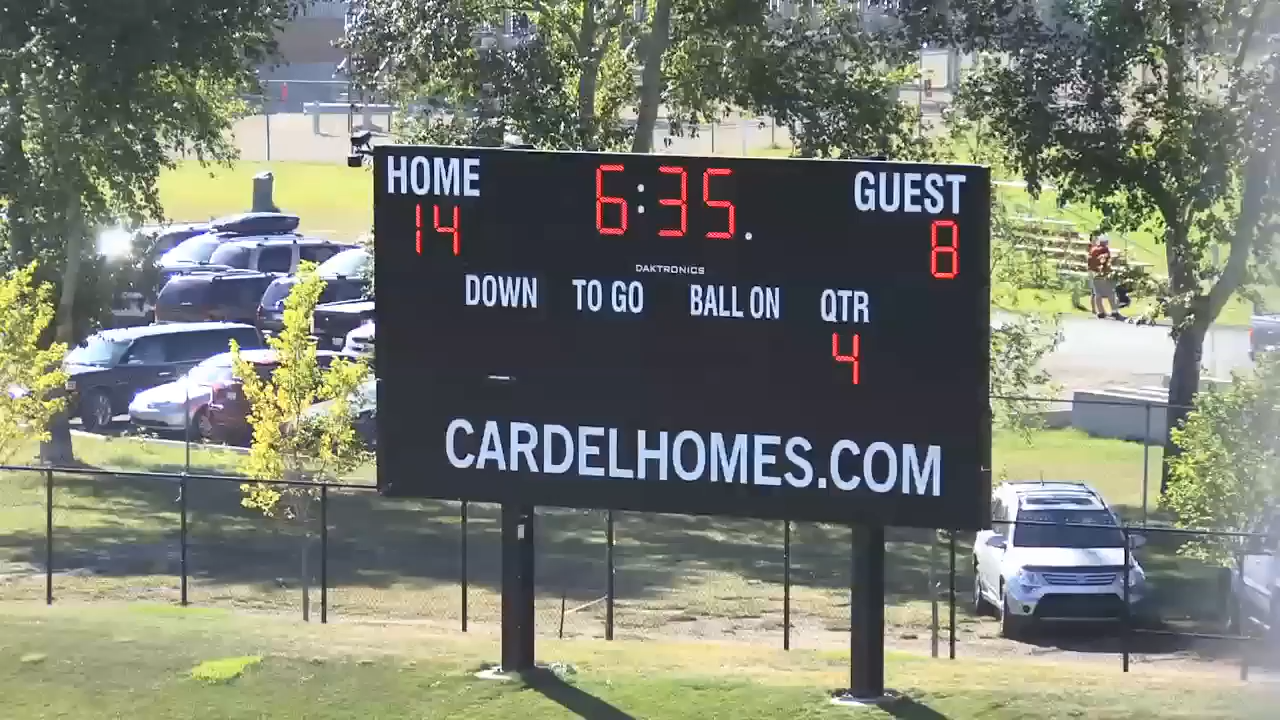 HOME 6:35 GUEST
14 8
DAKTRONICS
DOWN TO GO BALL ON QTR
4
CARDELHOMES.COM